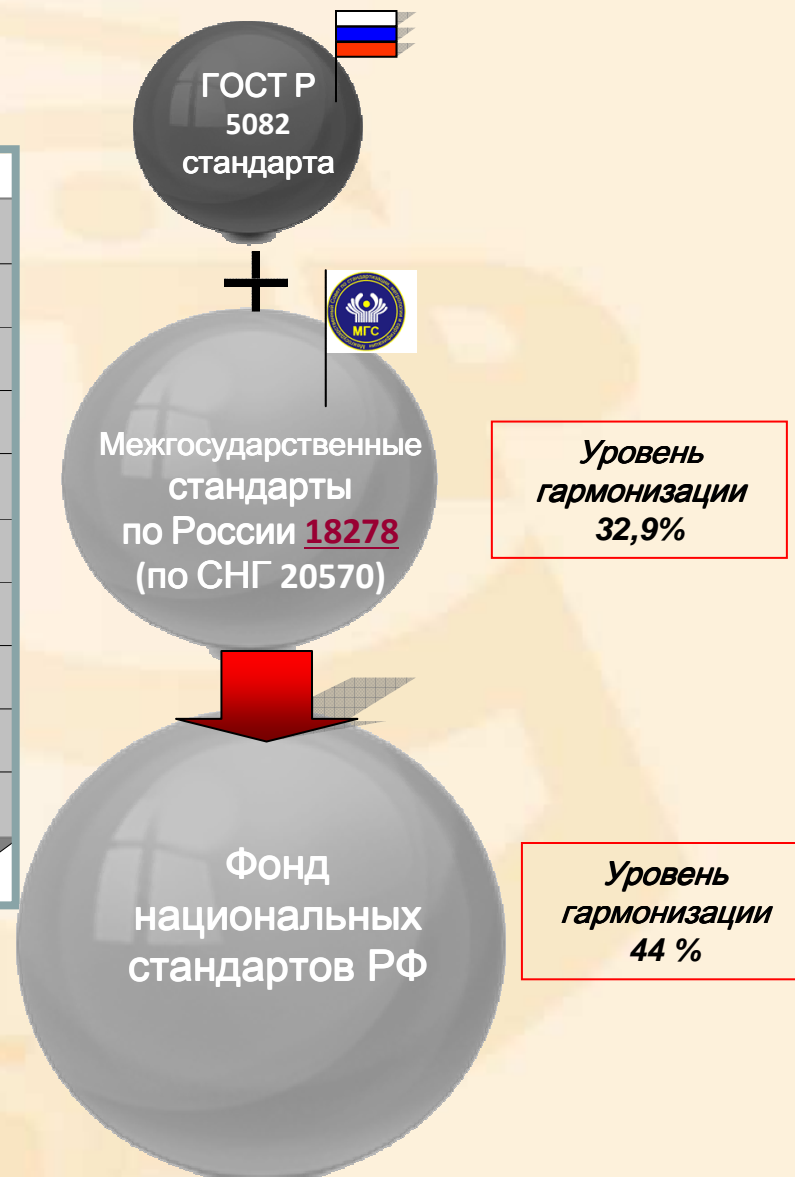 ГОСТ Р
5082
стандарта
+
МГС
Межгосударственные
стандарты
по России 18278
(по СНГ 20570)
Уровень
гармонизации
32,9%
Фонд
национальных
стандартов РФ
Уровень
гармонизации
44 %